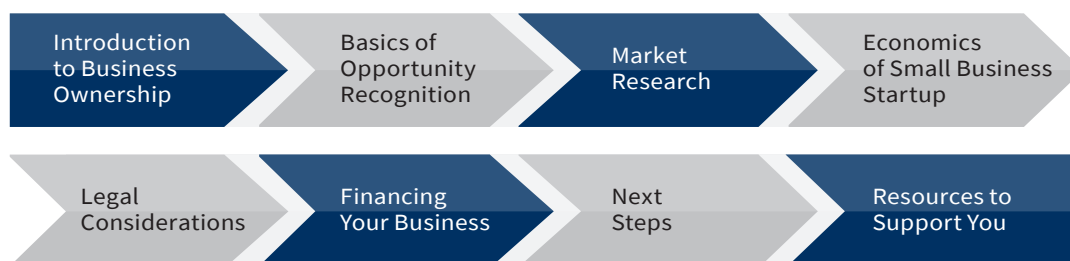 Introduction
to Business
Ownership
Basics of
Opportunity
Recognition
Market
Research
Economics
of Small Business
Startup
Legal
Considerations
Financing
Your Business
Next
Steps
Resources to
Support You